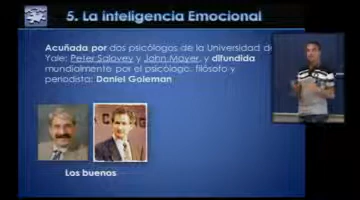 5. La inteligencia Emocional
Acuñada por dos psicólogos de la Universidad de
Yale: Peter Salovey y John Mayer, y difundida
mundialmente por el psicólogo, filósofo y
periodista: Daniel Goleman
Los buenos